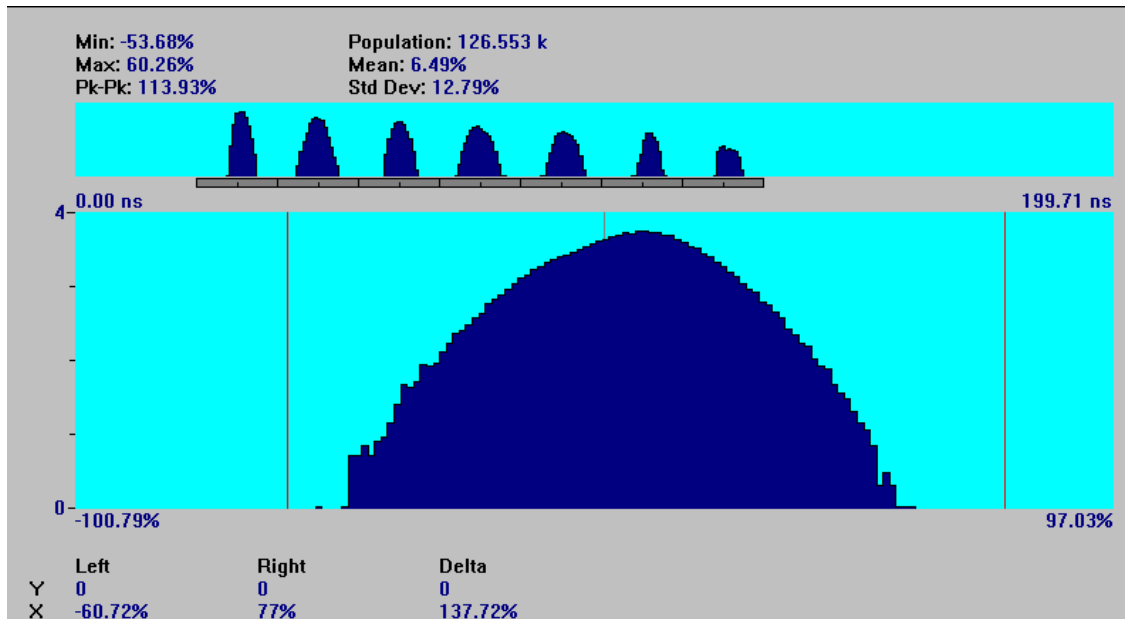 Min: -53.68% Population: 126.553 k
Max: 60.26% Mean: 6.49%
Pk-Pk: 113.93% Std Dev: 12.79%
0.00 ns 199.71 ns
4
0
-100.79% 97.03%
Left Right Delta
Y 0 0 0
X -60.72% 77% 137.72%